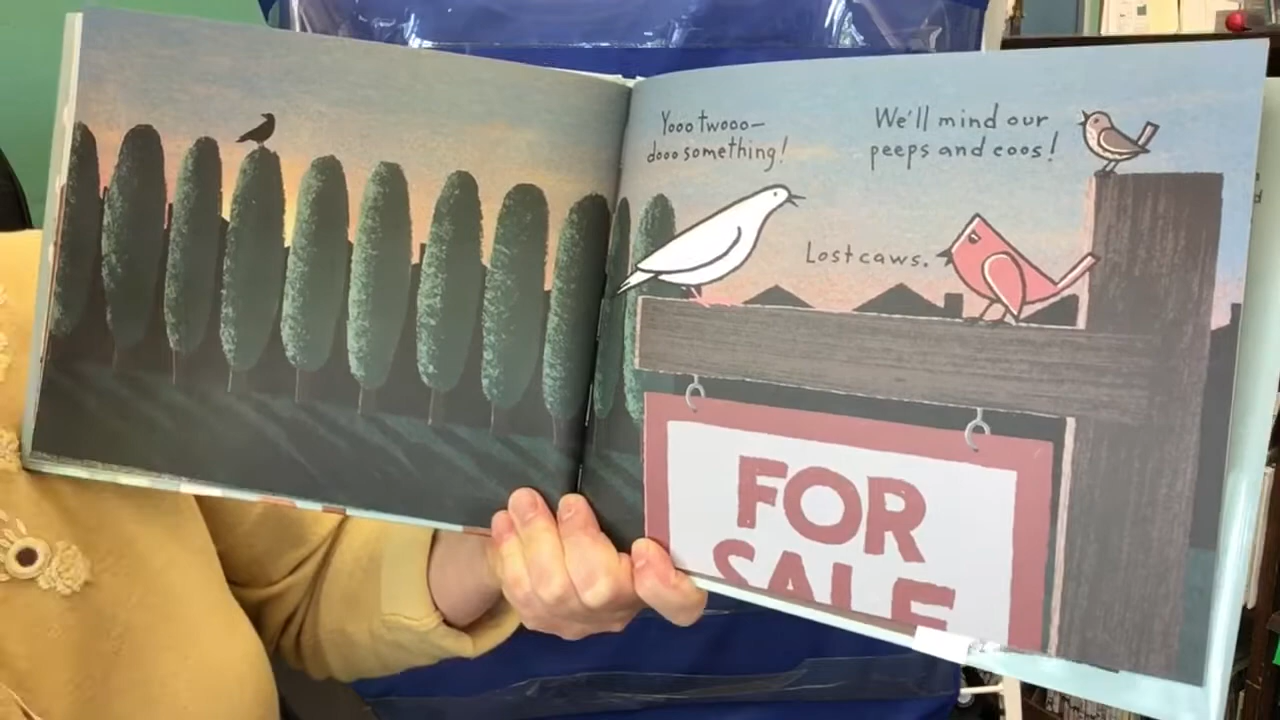 Yooo twooo—
dooo something!
We'll mind our
peeps and coos!
Lost caws.
FOR
SALE